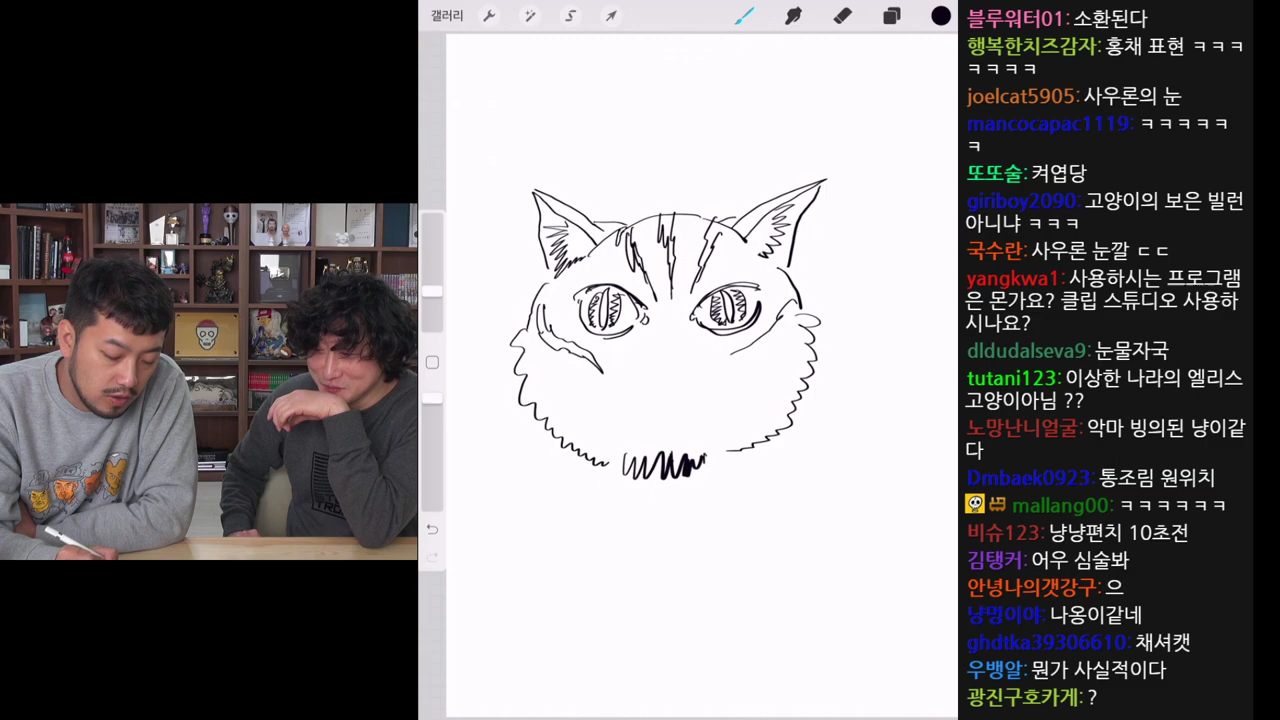 갤러리
블루워터01: 소환된다
행복한치즈감자: 홍채 표현 ㅋㅋㅋ
ㅋㅋㅋㅋ
joelcat5905: 사우론의 눈
mancocapac1119: ㅋㅋㅋㅋㅋ
ㅋ
또또술: 켜엽당
giriboy2090: 고양이의 보은 빌런
아니냐 ㅋㅋㅋ
국수란: 사우론 눈깔 ㄷㄷ
yangkwa1: 사용하시는 프로그램
은 몬가요? 클립 스튜디오 사용하
시나요?
dldudalseva9: 눈물자국
tutani123: 이상한 나라의 엘리스
고양이아님 ??
노망난니얼굴: 악마 빙의된 냥이같
다
Dmbaek0923: 통조림 원위치
mallang00: ㅋㅋㅋㅋㅋㅋ
비슈123: 냥냥편치 10초전
김탱커: 어우 심술봐
안녕나의갯강구: 으
냥멍이야: 나옹이같네
ghdtka39306610: 채셔캣
우뱅알: 뭔가 사실적이다
광진구호카게: ?